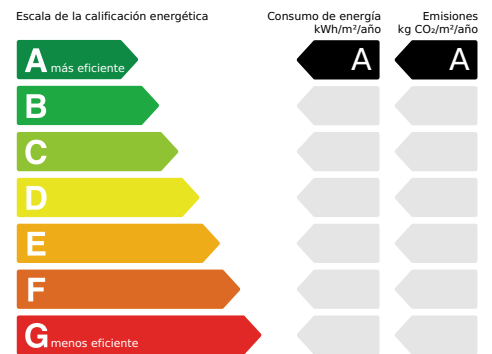 Escala de la calificación energética
Consumo de energía
kWh/m²/año
Emisiones
kg CO₂/m²/año
A más eficiente
A
A
B
C
D
E
F
G menos eficiente